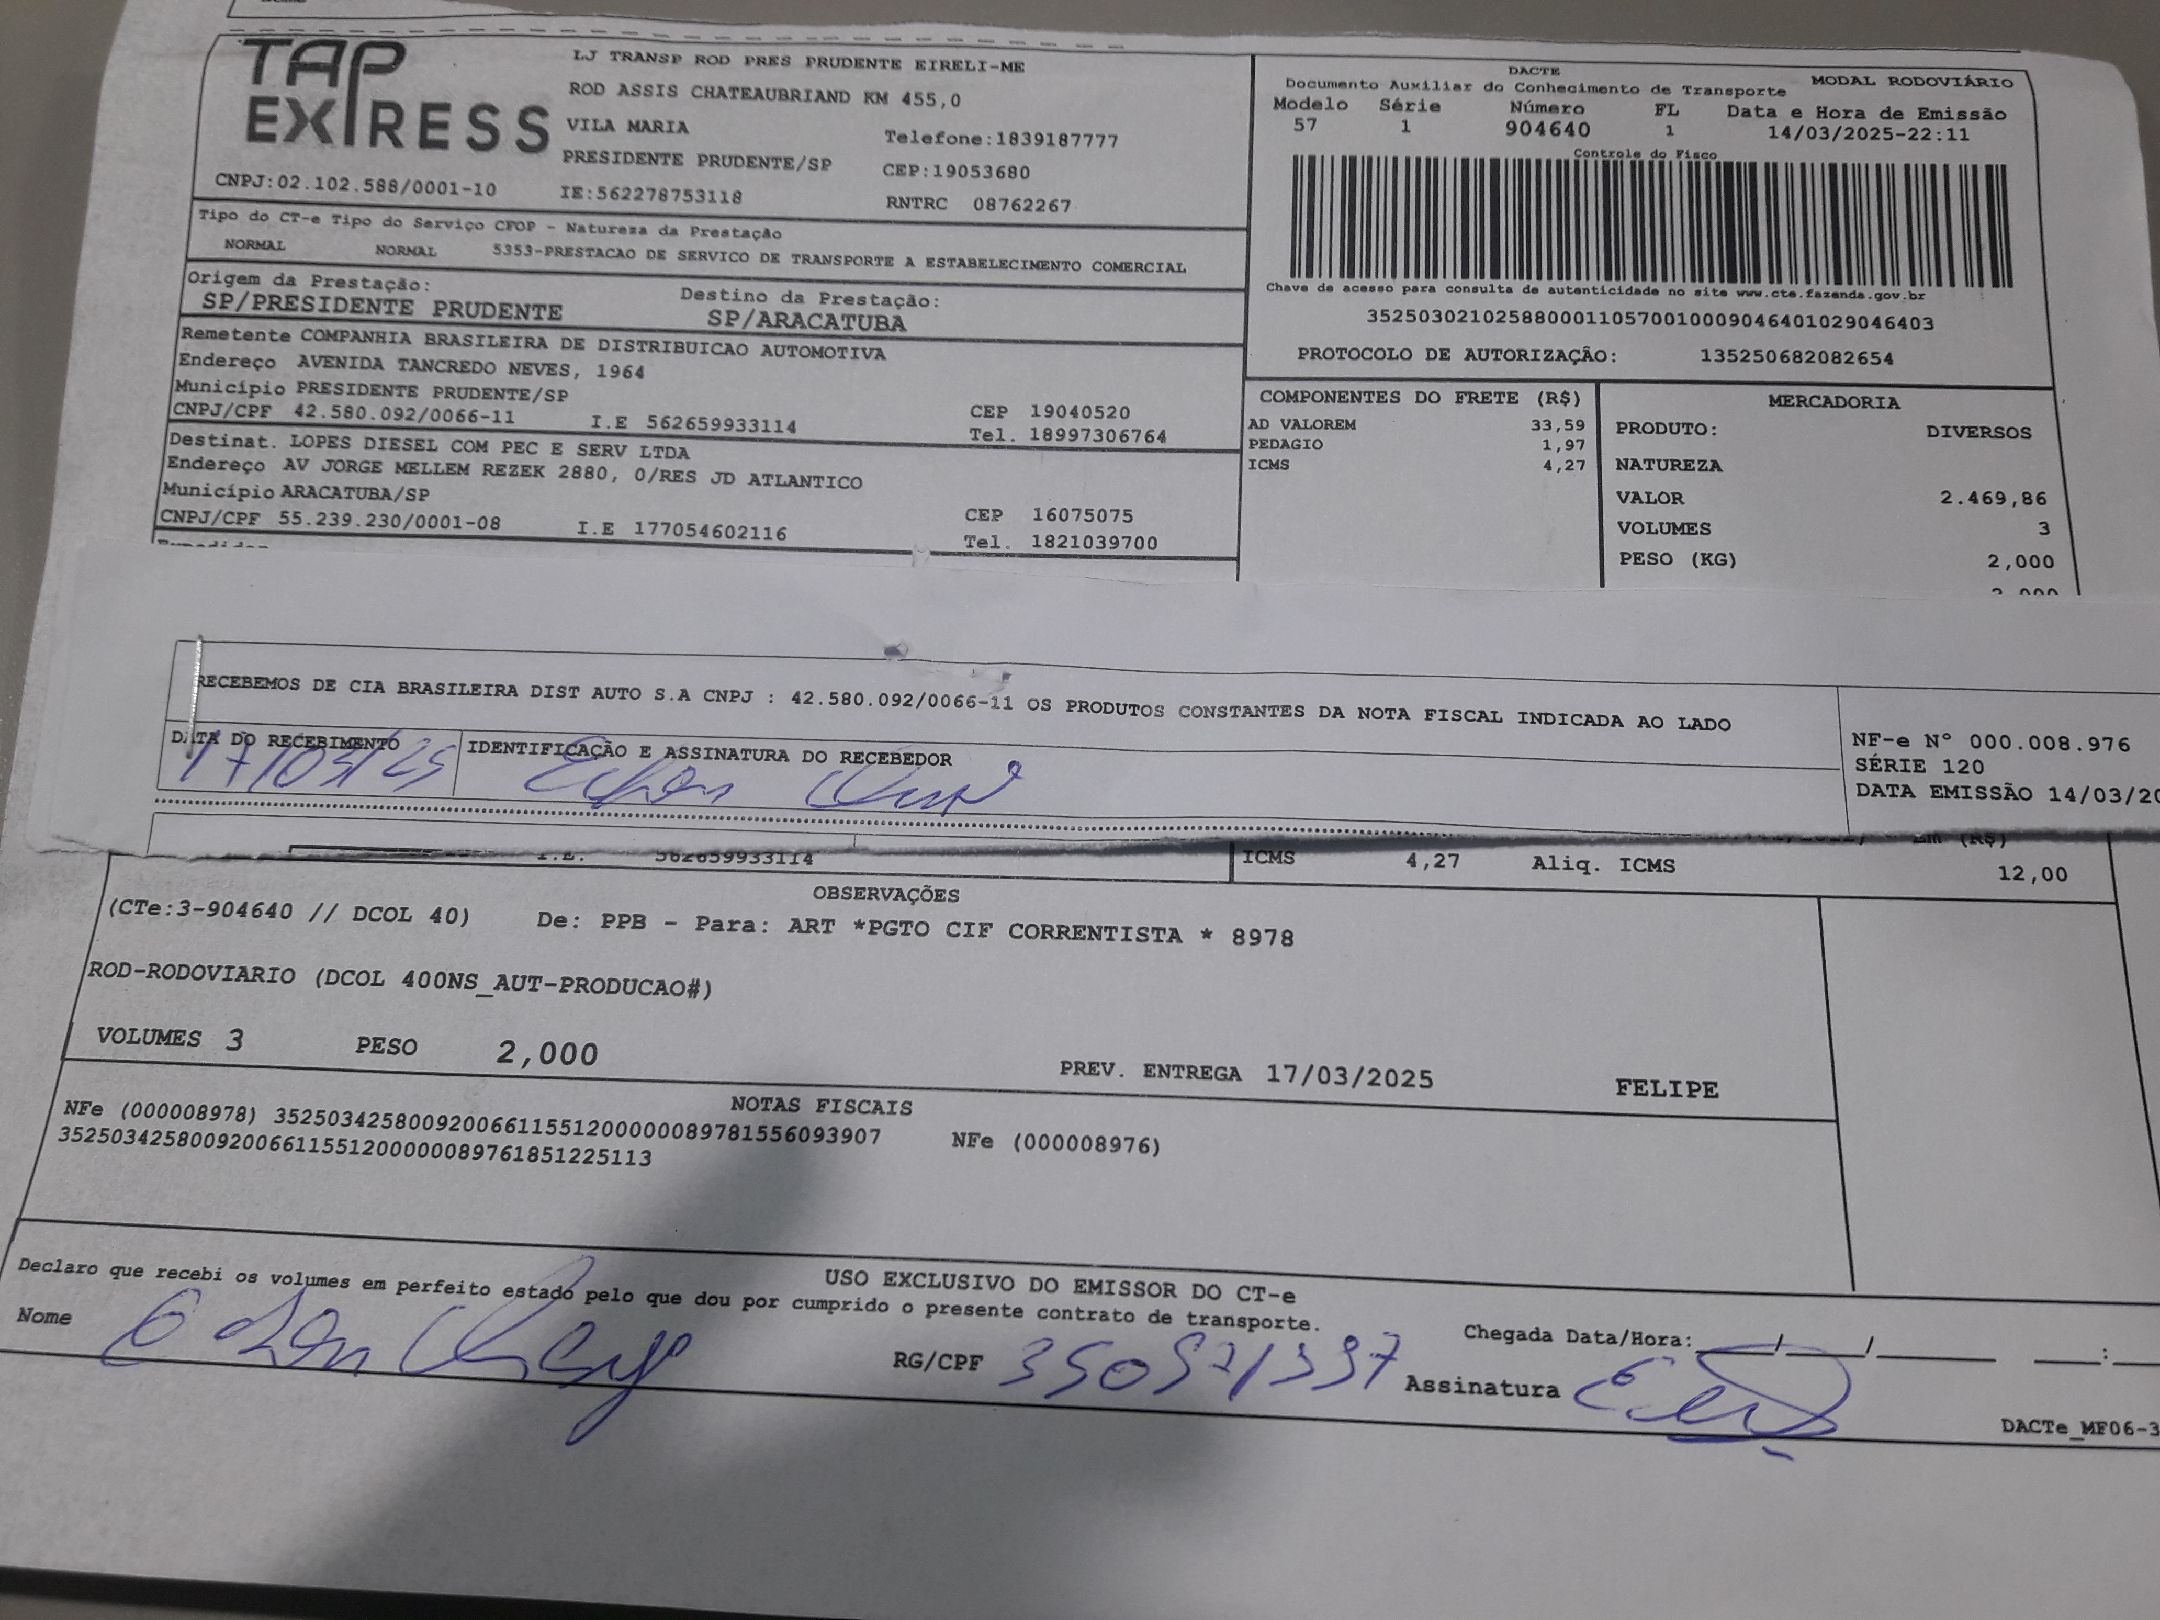 TAP EXPRESS
LJ TRANSP ROD PRES PRUDENTE EIRELI-ME
ROD ASSIS CHATEAUBRIAND KM 455,0
VILA MARIA Telefone:1839187777
PRESIDENTE PRUDENTE/SP CEP:19053680
CNPJ:02.102.588/0001-10 IE:562278753118 RNTRC 08762267
DACTE
Documento Auxiliar do Conhecimento de Transporte MODAL RODOVIÁRIO
Modelo Série Número FL Data e Hora de Emissão
57 1 904640 1 14/03/2025-22:11
Controle do Fisco
Chave de acesso para consulta de autenticidade no site www.cte.fazenda.gov.br
35250302102588000110570010009046401029046403
PROTOCOLO DE AUTORIZAÇÃO: 135250682082654
Tipo do CT-e Tipo do Serviço CFOP - Natureza da Prestação
NORMAL NORMAL 5353-PRESTACAO DE SERVICO DE TRANSPORTE A ESTABELECIMENTO COMERCIAL
Origem da Prestação: Destino da Prestação:
SP/PRESIDENTE PRUDENTE SP/ARACATUBA
Remetente COMPANHIA BRASILEIRA DE DISTRIBUICAO AUTOMOTIVA
Endereço AVENIDA TANCREDO NEVES, 1964
Município PRESIDENTE PRUDENTE/SP CEP 19040520
CNPJ/CPF 42.580.092/0066-11 I.E 562659933114 Tel. 18997306764
Destinat. LOPES DIESEL COM PEC E SERV LTDA
Endereço AV JORGE MELLEM REZEK 2880, 0/RES JD ATLANTICO
Município ARACATUBA/SP CEP 16075075
CNPJ/CPF 55.239.230/0001-08 I.E 177054602116 Tel. 1821039700
COMPONENTES DO FRETE (R$)
AD VALOREM 33,59
PEDAGIO 1,97
ICMS 4,27
MERCADORIA
PRODUTO: DIVERSOS
NATUREZA
VALOR 2.469,86
VOLUMES 3
PESO (KG) 2,000
RECEBEMOS DE CIA BRASILEIRA DIST AUTO S.A CNPJ : 42.580.092/0066-11 OS PRODUTOS CONSTANTES DA NOTA FISCAL INDICADA AO LADO
DATA DO RECEBIMENTO IDENTIFICAÇÃO E ASSINATURA DO RECEBEDOR
17/03/25
NF-e Nº 000.008.976
SÉRIE 120
DATA EMISSÃO 14/03/20
I.E. 562659933114 ICMS 4,27 Aliq. ICMS 12,00
OBSERVAÇÕES
(CTe:3-904640 // DCOL 40) De: PPB - Para: ART *PGTO CIF CORRENTISTA * 8978
ROD-RODOVIARIO (DCOL 400NS_AUT-PRODUCAO#)
VOLUMES 3 PESO 2,000 PREV. ENTREGA 17/03/2025 FELIPE
NOTAS FISCAIS
NFe (000008978) 35250342580092006611551200000089781556093907 NFe (000008976)
35250342580092006611551200000089761851225113
USO EXCLUSIVO DO EMISSOR DO CT-e
Declaro que recebi os volumes em perfeito estado pelo que dou por cumprido o presente contrato de transporte.
Chegada Data/Hora:___/___/_____ ___:
Nome RG/CPF Assinatura
DACTe_MF06-3